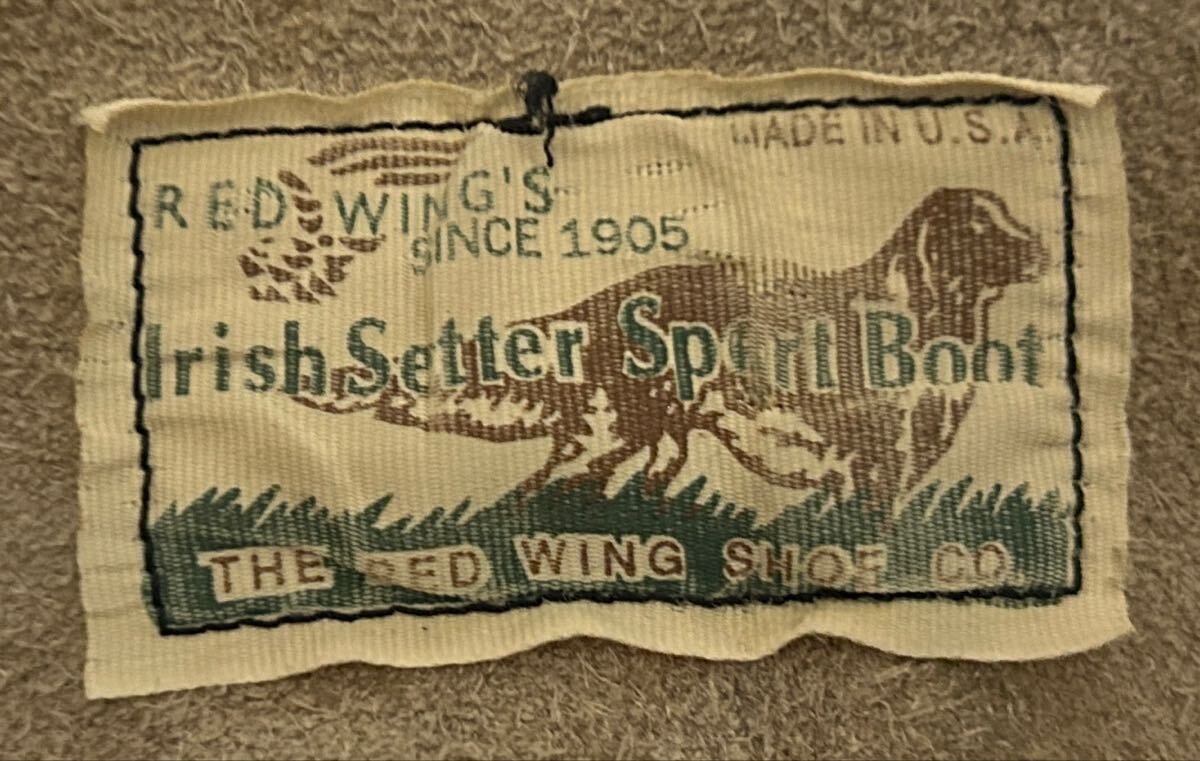 MADE IN U.S.A.
RED WING'S
SINCE 1905
Irish Setter Sport Boot
THE RED WING SHOE CO.